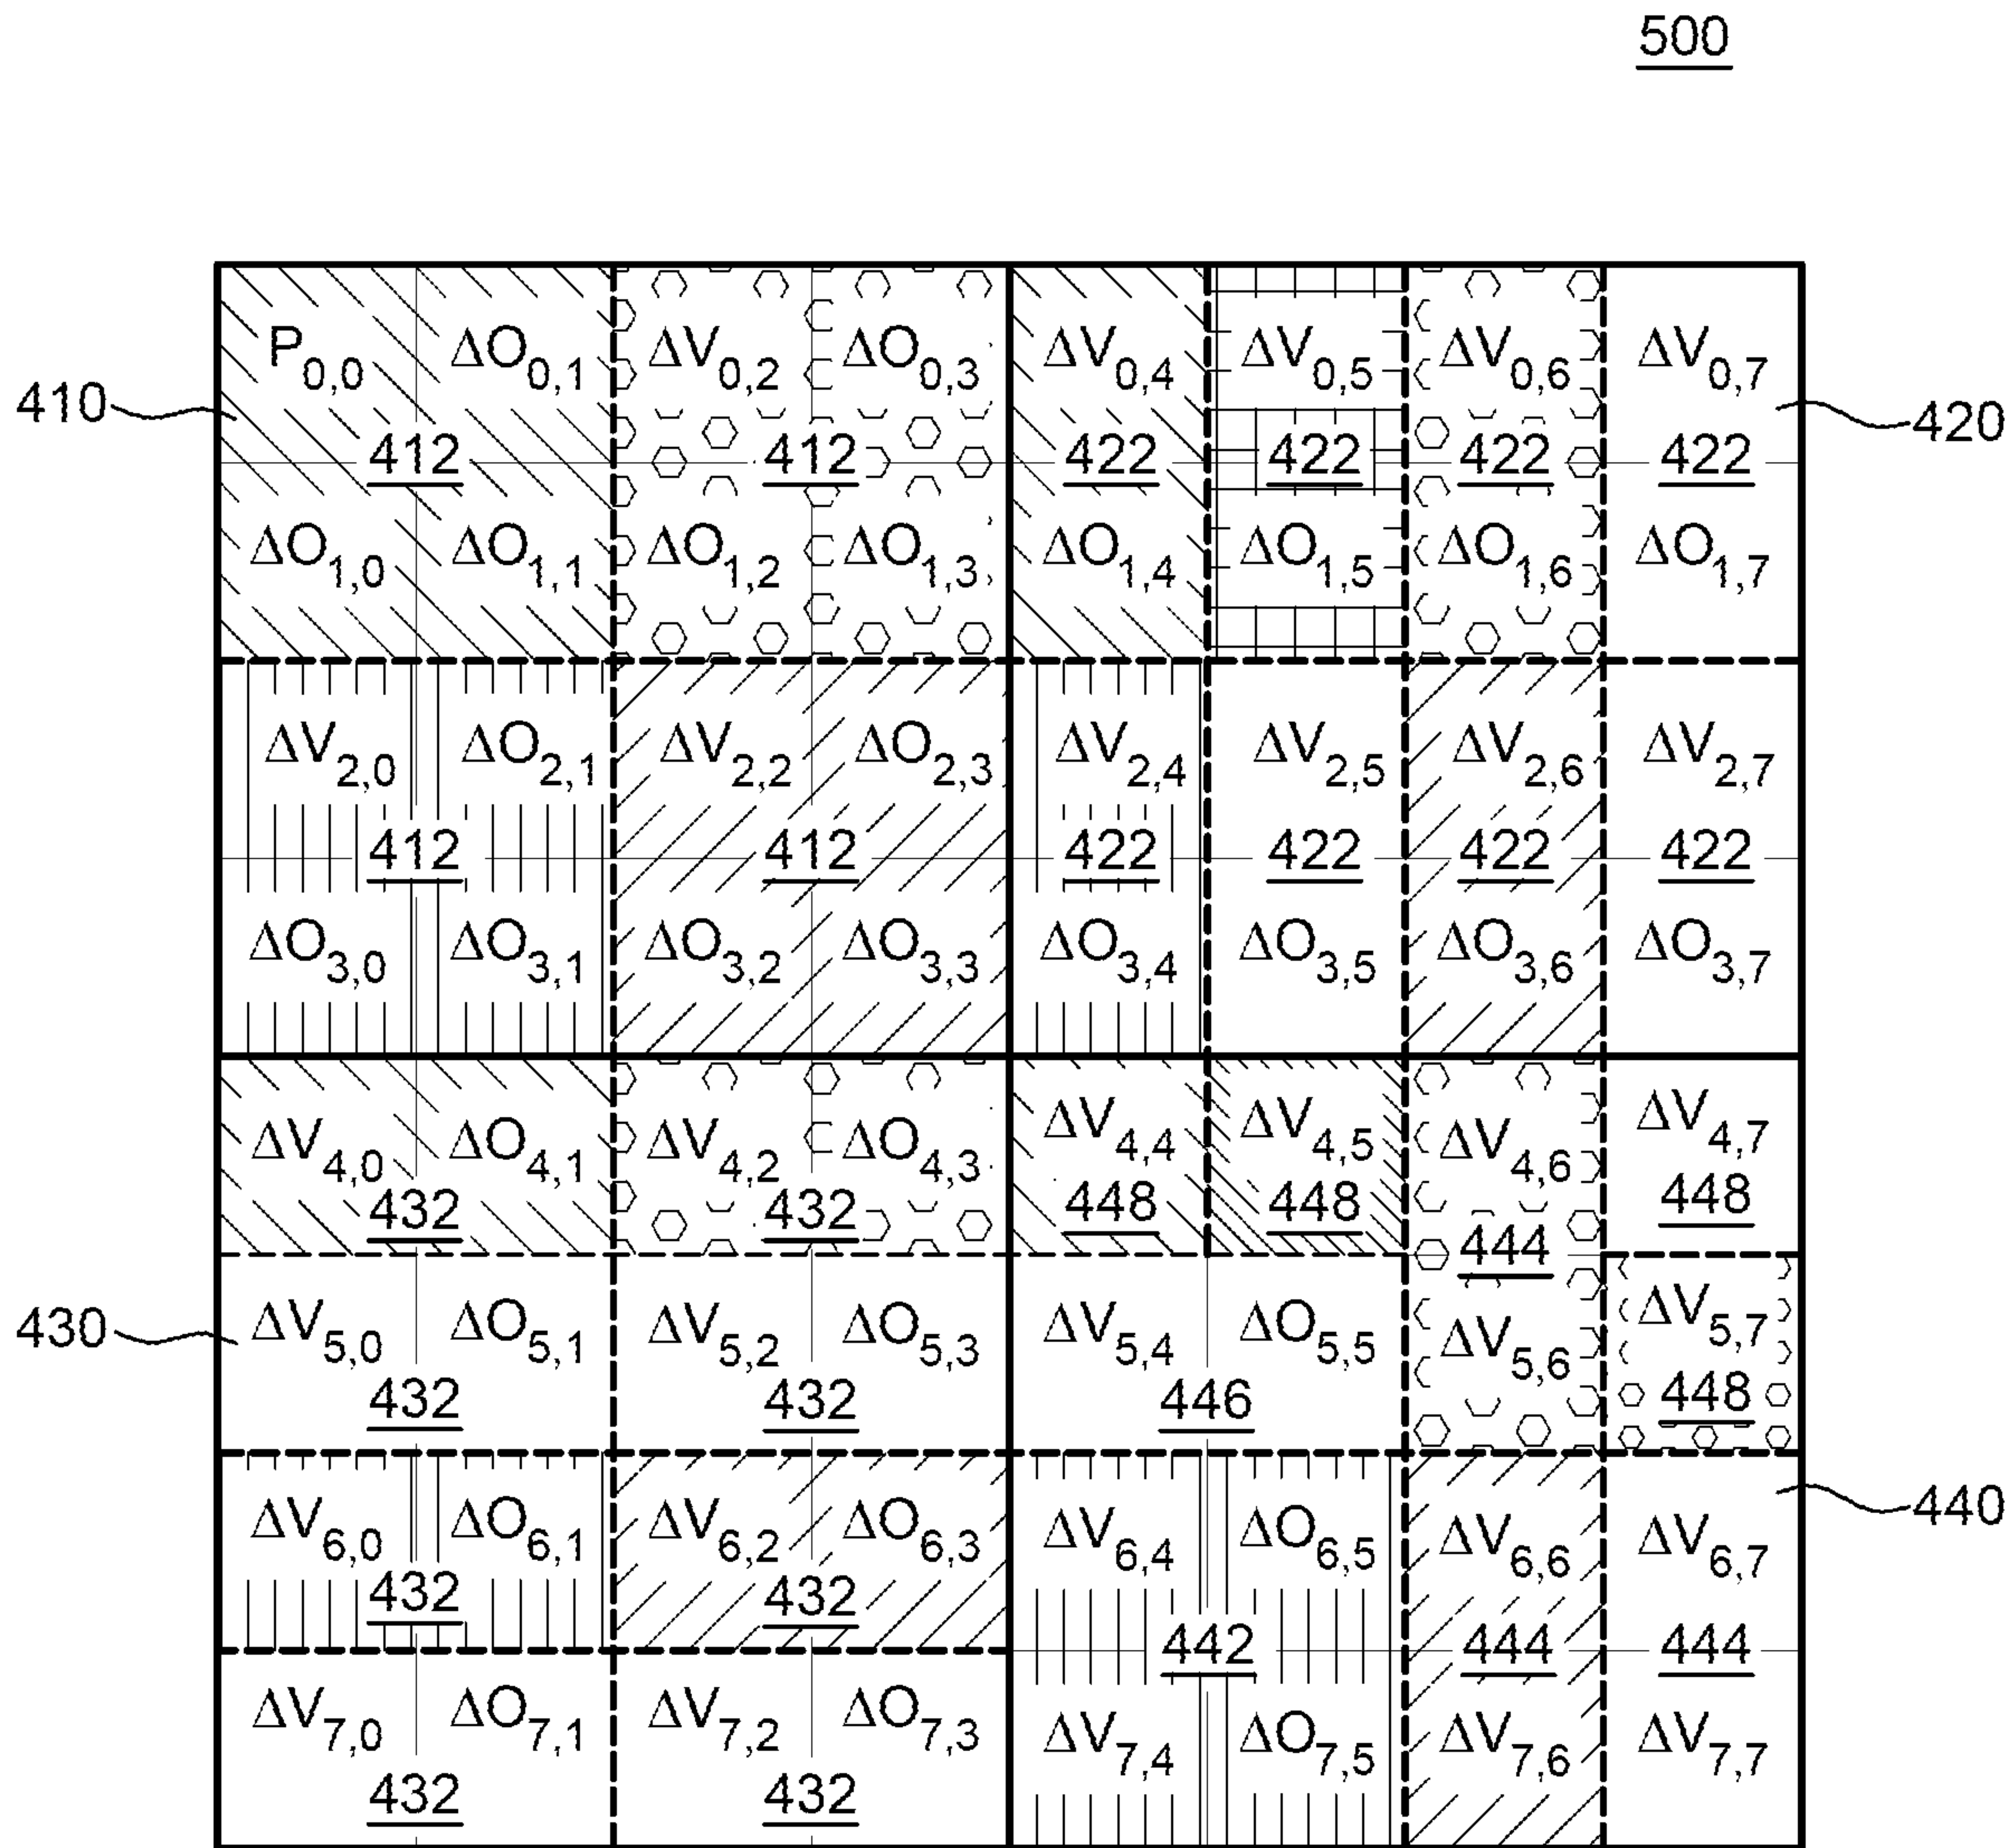 500
P0,0 ΔO0,1 ΔV0,2 ΔO0,3 ΔV0,4 ΔV0,5 ΔV0,6 ΔV0,7
410 420
412 412 422 422 422 422
ΔO1,0 ΔO1,1 ΔO1,2 ΔO1,3 ΔO1,4 ΔO1,5 ΔO1,6 ΔO1,7
ΔV2,0 ΔO2,1 ΔV2,2 ΔO2,3 ΔV2,4 ΔV2,5 ΔV2,6 ΔV2,7
412 412 422 422 422 422
ΔO3,0 ΔO3,1 ΔO3,2 ΔO3,3 ΔO3,4 ΔO3,5 ΔO3,6 ΔO3,7
ΔV4,0 ΔO4,1 ΔV4,2 ΔO4,3 ΔV4,4 ΔV4,5 ΔV4,6 ΔV4,7
432 432 448 448 444 448
430 ΔV5,0 ΔO5,1 ΔV5,2 ΔO5,3 ΔV5,4 ΔO5,5 ΔV5,6 ΔV5,7
432 432 446 448
ΔV6,0 ΔO6,1 ΔV6,2 ΔO6,3 ΔV6,4 ΔO6,5 ΔV6,6 ΔV6,7 440
432 432 442 444 444
ΔV7,0 ΔO7,1 ΔV7,2 ΔO7,3 ΔV7,4 ΔO7,5 ΔV7,6 ΔV7,7
432 432